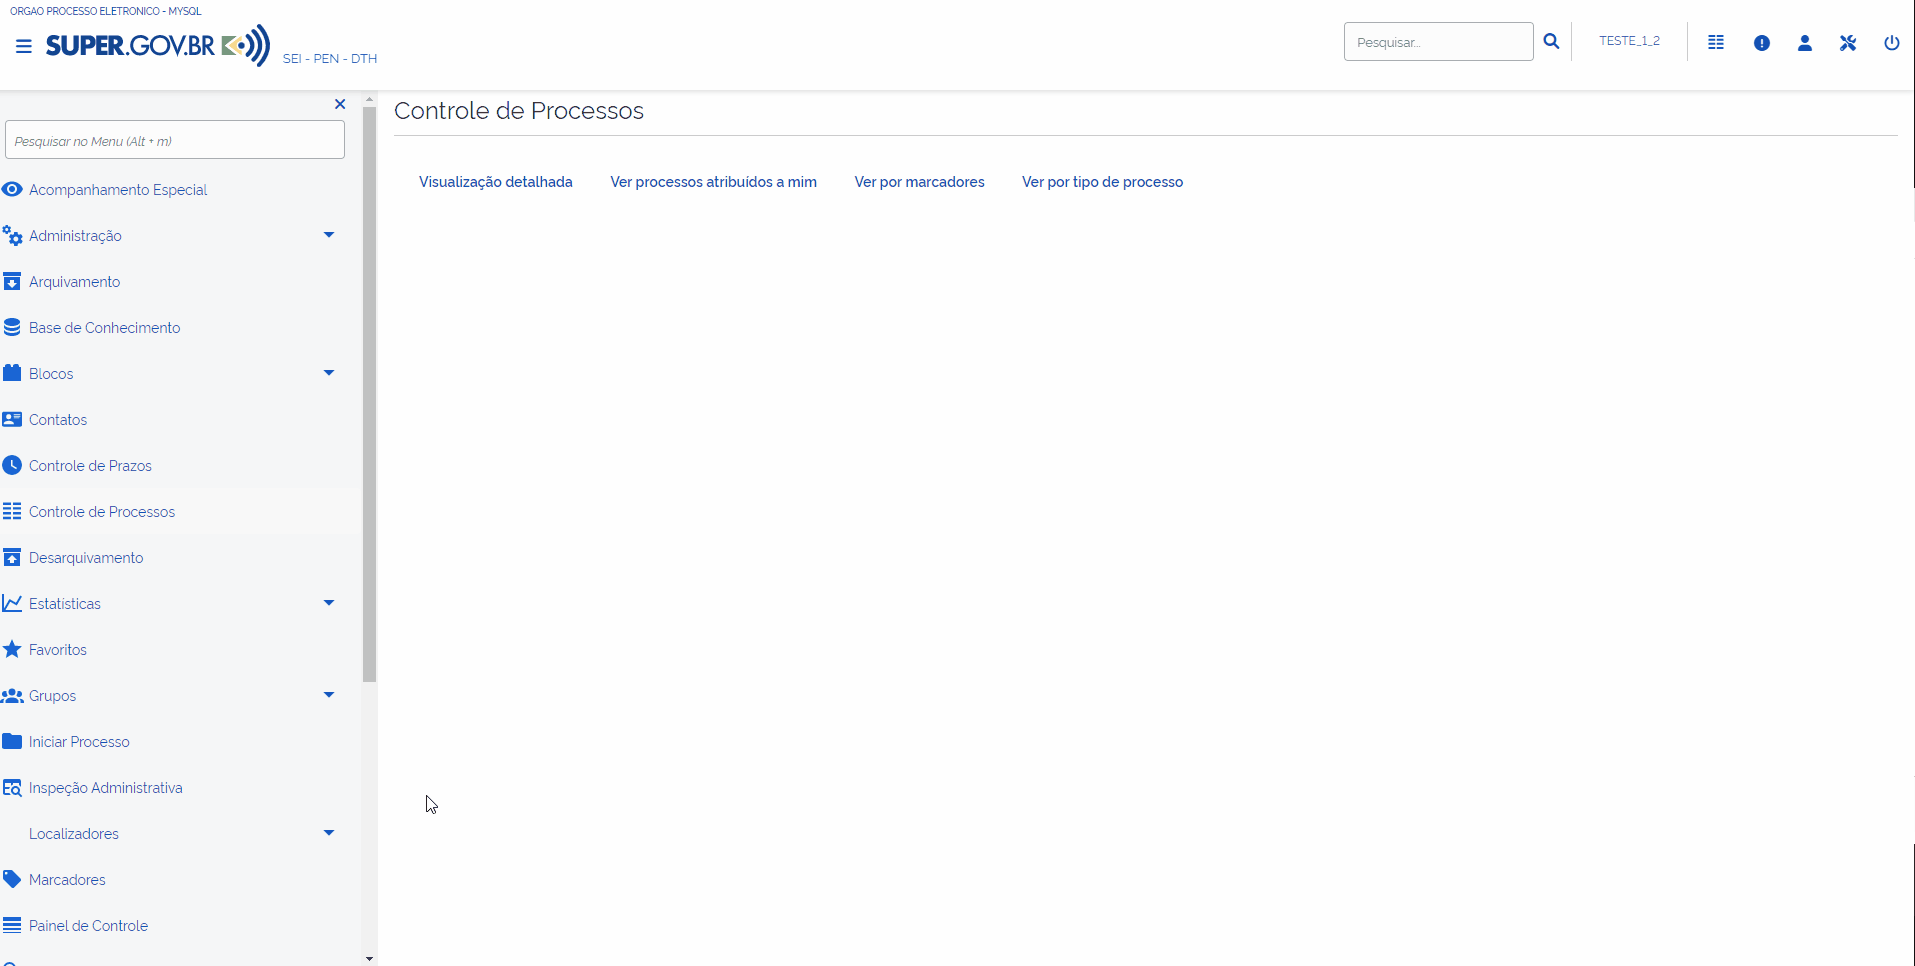 ORGAO PROCESSO ELETRONICO - MYSQL
SUPER.GOV.BR
SEI - PEN - DTH
Pesquisar...
TESTE_1_2
Pesquisar no Menu (Alt + m)
Acompanhamento Especial
Administração
Arquivamento
Base de Conhecimento
Blocos
Contatos
Controle de Prazos
Controle de Processos
Desarquivamento
Estatísticas
Favoritos
Grupos
Iniciar Processo
Inspeção Administrativa
Localizadores
Marcadores
Painel de Controle
Controle de Processos
Visualização detalhada
Ver processos atribuídos a mim
Ver por marcadores
Ver por tipo de processo